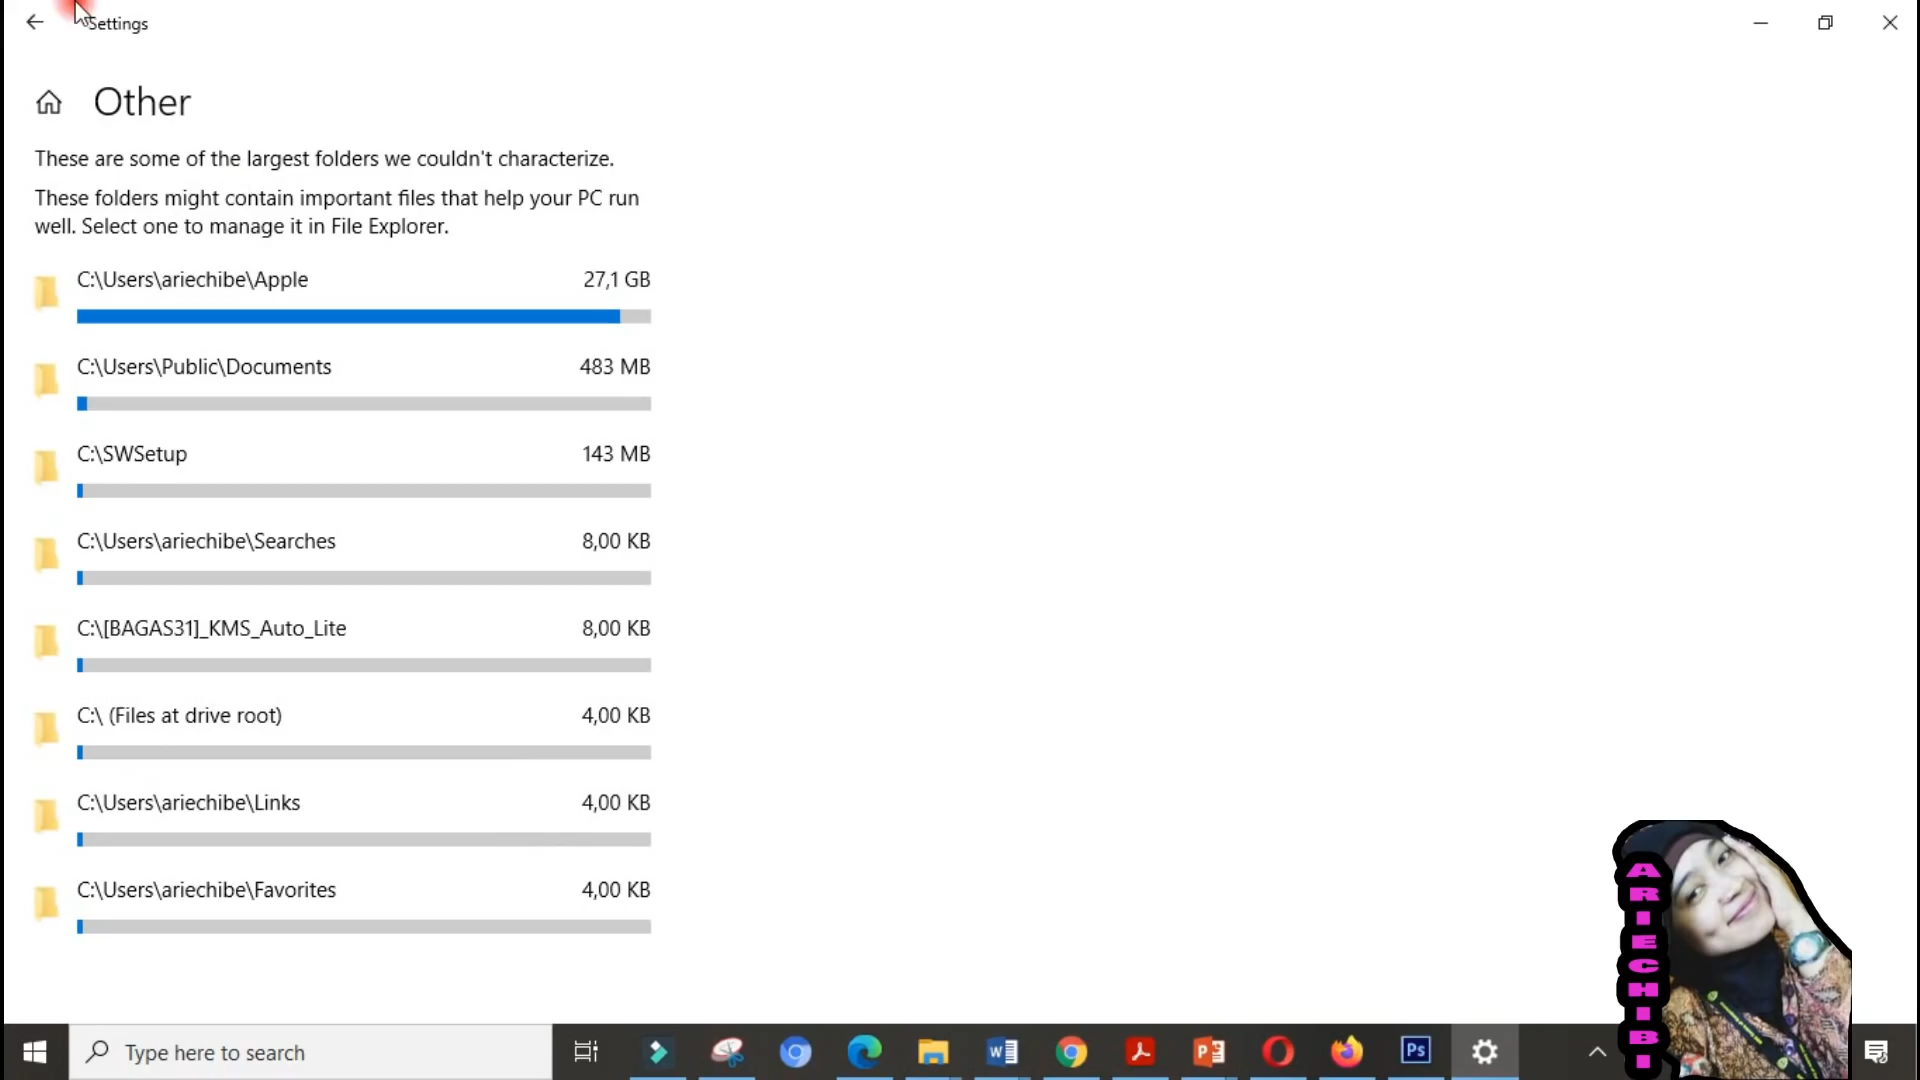 Settings
Other
These are some of the largest folders we couldn't characterize.
These folders might contain important files that help your PC run
well. Select one to manage it in File Explorer.
C:\Users\ariechibe\Apple 27,1 GB
C:\Users\Public\Documents 483 MB
C:\SWSetup 143 MB
C:\Users\ariechibe\Searches 8,00 KB
C:\[BAGAS31]_KMS_Auto_Lite 8,00 KB
C:\ (Files at drive root) 4,00 KB
C:\Users\ariechibe\Links 4,00 KB
C:\Users\ariechibe\Favorites 4,00 KB
ARIECHIBI
Type here to search
Ps